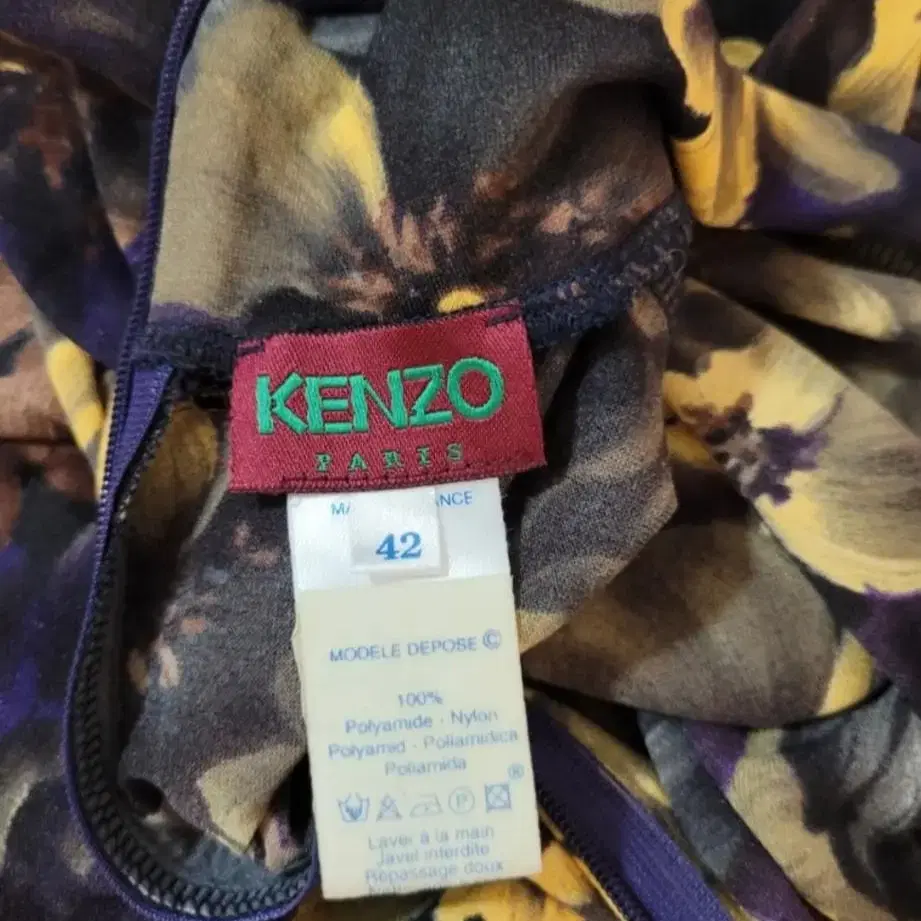 KENZO
PARIS
42
MODELE DEPOSE ©
100%
Polyamide - Nylon
Polyamid - Poliamidica
Poliamida
®
P
Laver à la main
Javel interdite
Repassage doux